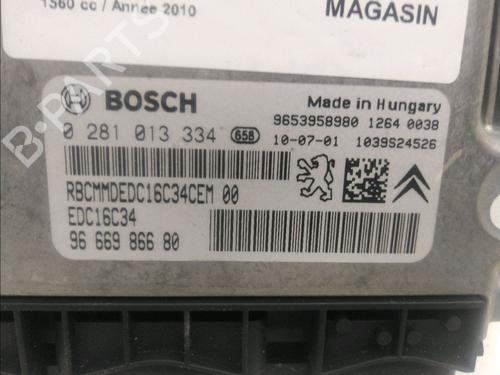 1560 cc / Année 2010
MAGASIN
B-PARTS
BOSCH
Made in Hungary
9653958980 1264 0038
0 281 013 334 658 10-07-01 1039S24526
RBCMMDEDC16C34CEM 00
EDC16C34
96 669 866 80